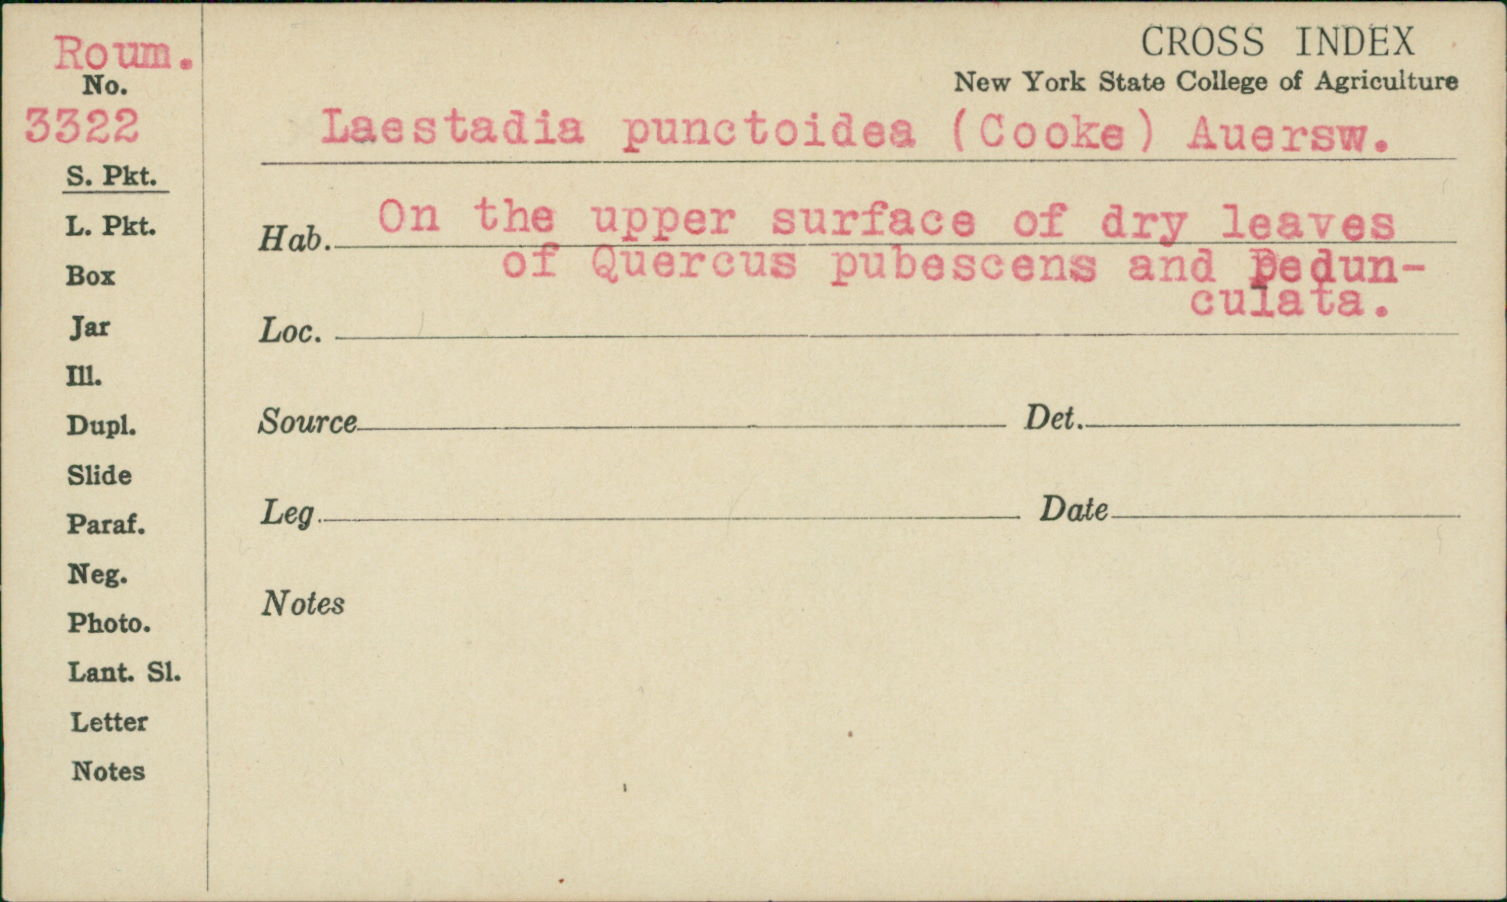 Roum.
No.
3322
S. Pkt.
L. Pkt.
Box
Jar
Ill.
Dupl.
Slide
Paraf.
Neg.
Photo.
Lant. Sl.
Letter
Notes
CROSS INDEX
New York State College of Agriculture
Laestadia punctoidea (Cooke) Auersw.
Hab. On the upper surface of dry leaves
of Quercus pubescens and pedun-
culata.
Loc.
Source Det.
Leg. Date
Notes